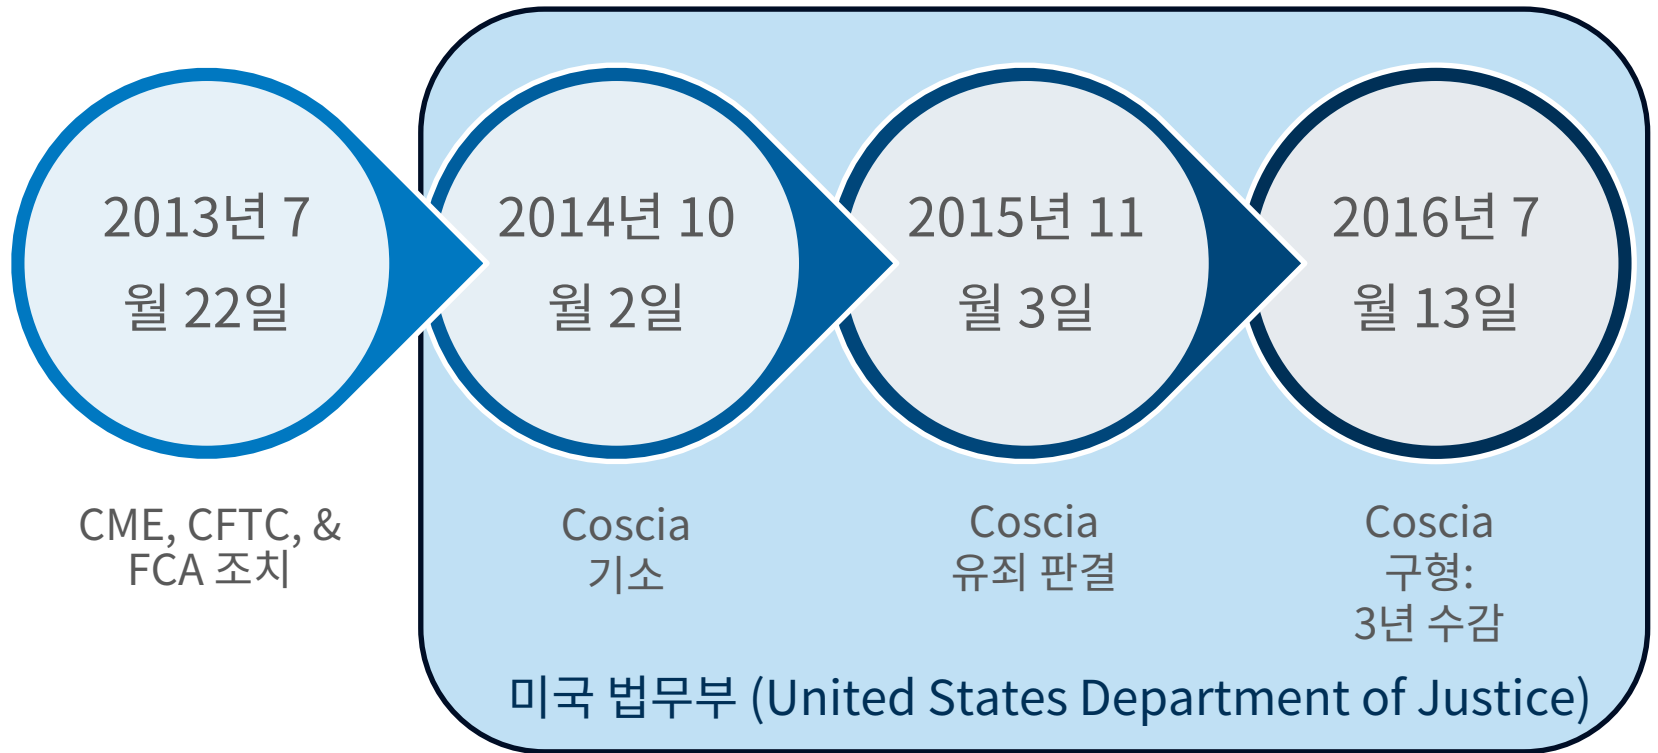 2013년 7
월 22일
2014년 10
월 2일
2015년 11
월 3일
2016년 7
월 13일
CME, CFTC, &
FCA 조치
Coscia
기소
Coscia
유죄 판결
Coscia
구형:
3년 수감
미국 법무부 (United States Department of Justice)